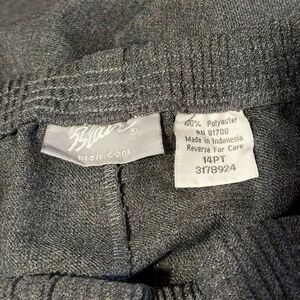 Blair®
blair.com
100% Polyester
RN 81700
Made in Indonesia
Reverse For Care
14PT
3178924